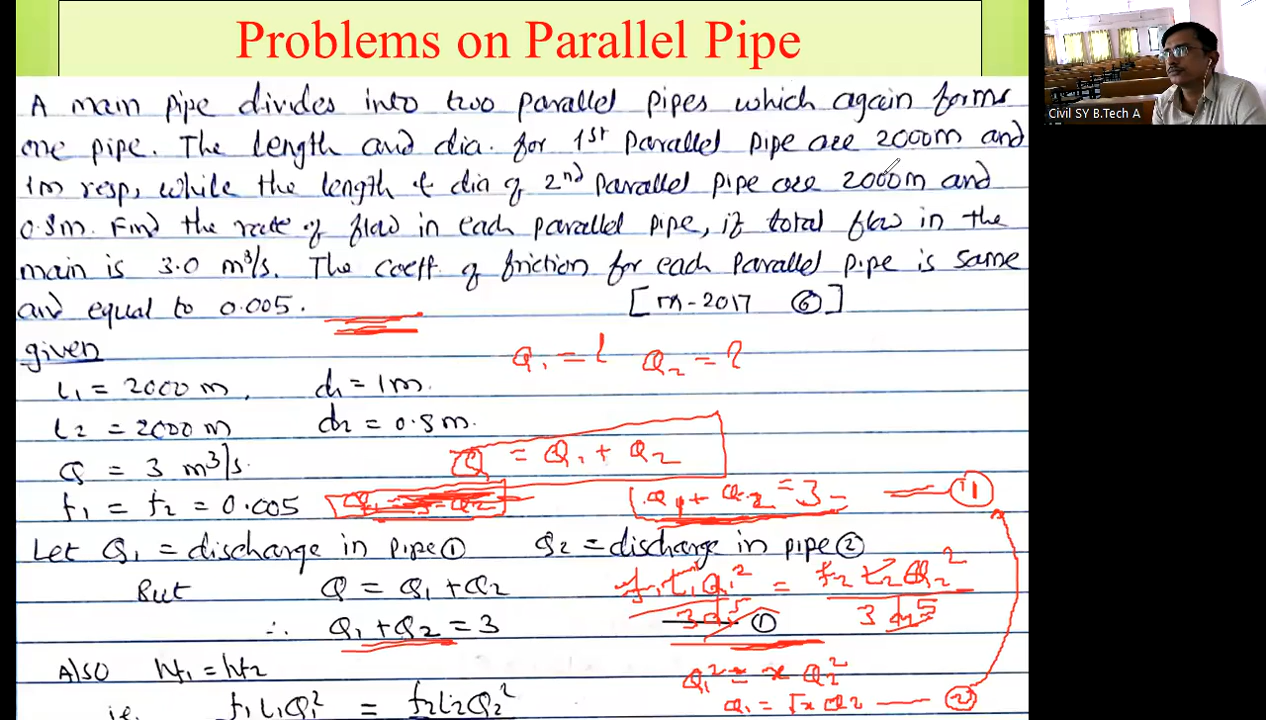 Problems on Parallel Pipe
Civil SY B.Tech A
A main pipe divides into two parallel pipes which again forms
one pipe. The length and dia. for 1st parallel pipe are 2000m and
1m resp, while the length & dia of 2nd parallel pipe are 2000m and
0.8m. Find the rate of flow in each parallel pipe, if total flow in the
main is 3.0 m³/s. The coeff of friction for each parallel pipe is same
and equal to 0.005. [m-2017 ⑥]
given
Q₁ = ? Q₂ = ?
L₁ = 2000 m, d₁ = 1m.
L₂ = 2000 m d₂ = 0.8 m.
Q = 3 m³/s. Q = Q₁ + Q₂
f₁ = f₂ = 0.005 Q₁ + Q₂ = 3 — ①
Let Q₁ = discharge in pipe① Q₂ = discharge in pipe②
But Q = Q₁ + Q₂ f₁L₁Q₁² = f₂L₂Q₂²
3d₁⁵ 3d₂⁵
∴ Q₁ + Q₂ = 3 — ①
Also hf₁ = hf₂ Q₁² = x Q₂²
Q₁ = √x Q₂ — ②
i.e. f₁L₁Q₁² = f₂L₂Q₂²